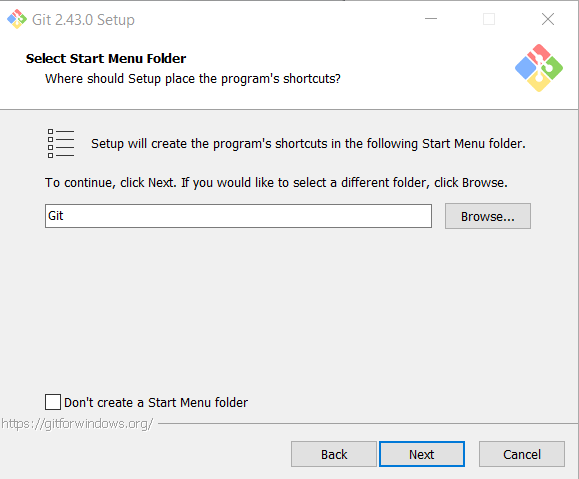 Git 2.43.0 Setup
Select Start Menu Folder
Where should Setup place the program's shortcuts?
Setup will create the program's shortcuts in the following Start Menu folder.
To continue, click Next. If you would like to select a different folder, click Browse.
Git
Browse...
Don't create a Start Menu folder
https://gitforwindows.org/
Back
Next
Cancel